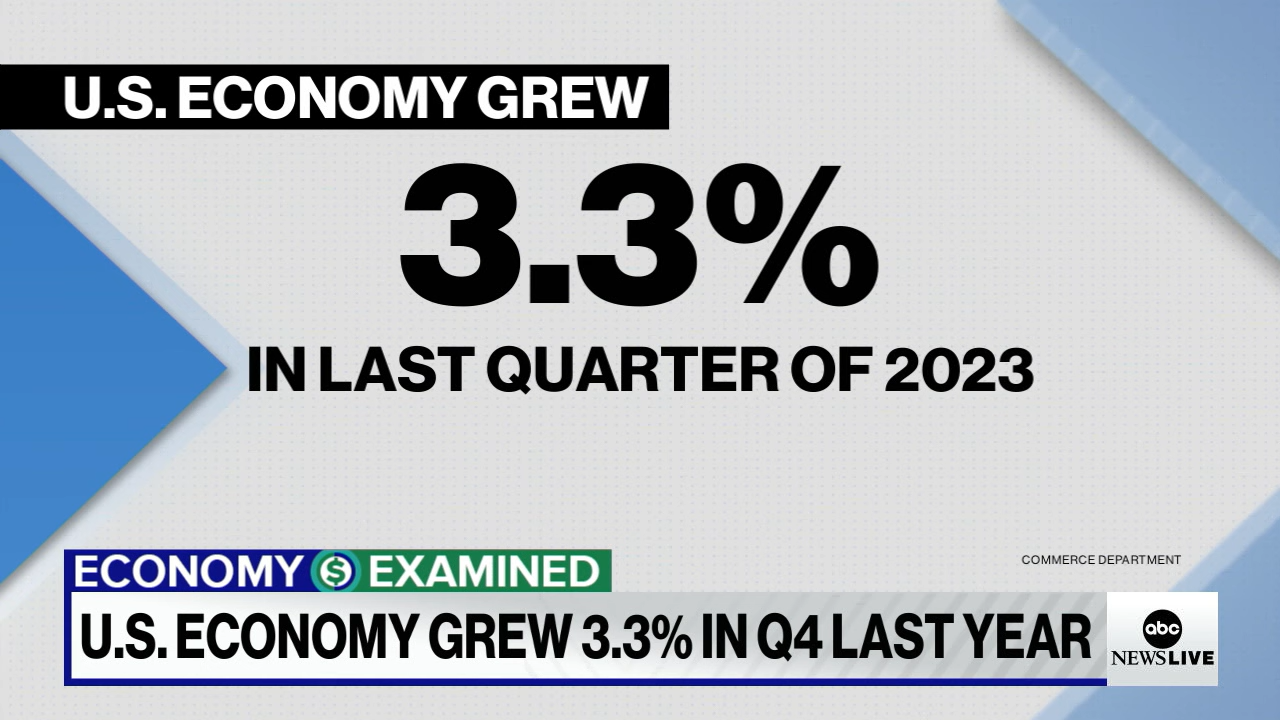 U.S. ECONOMY GREW
3.3%
IN LAST QUARTER OF 2023
ECONOMY $ EXAMINED
COMMERCE DEPARTMENT
U.S. ECONOMY GREW 3.3% IN Q4 LAST YEAR
abc
NEWS LIVE